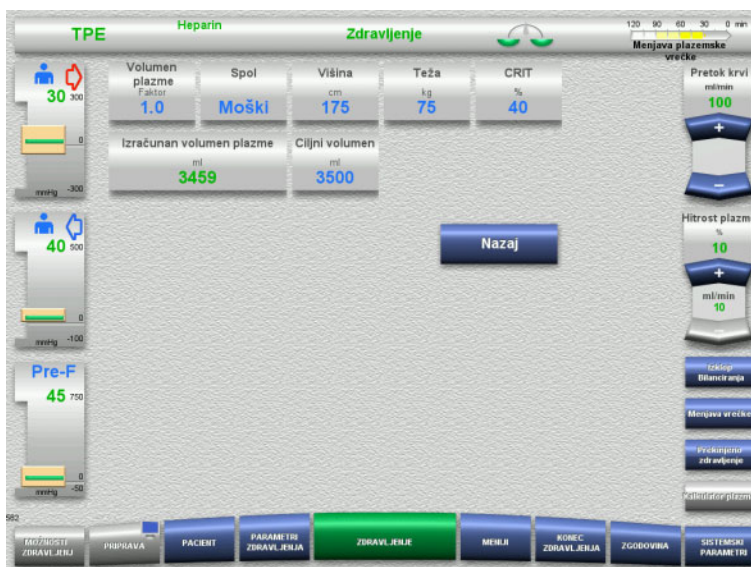 TPE
Heparin
Zdravljenje
120 90 60 30 0 min
Menjava plazemske
vrečke
30 300
0
mmHg -300
Volumen
plazme
Faktor
1.0
Spol
Moški
Višina
cm
175
Teža
kg
75
CRIT
%
40
Pretok krvi
ml/min
100
+
−
Izračunan volumen plazme
ml
3459
Ciljni volumen
ml
3500
40 500
0
mmHg -100
Nazaj
Hitrost plazm
%
10
+
ml/min
10
−
Pre-F
45 750
0
mmHg -50
Izklopi
Bilanciranja
Menjava vrečke
Prekinjeno
zdravljenje
Kalkulator plazm
582
MOŽNOSTI
ZDRAVLJENJ
PRIPRAVA
PACIENT
PARAMETRI
ZDRAVLJENJA
ZDRAVLJENJE
MENIJI
KONEC
ZDRAVLJENJA
ZGODOVINA
SISTEMSKI
PARAMETRI